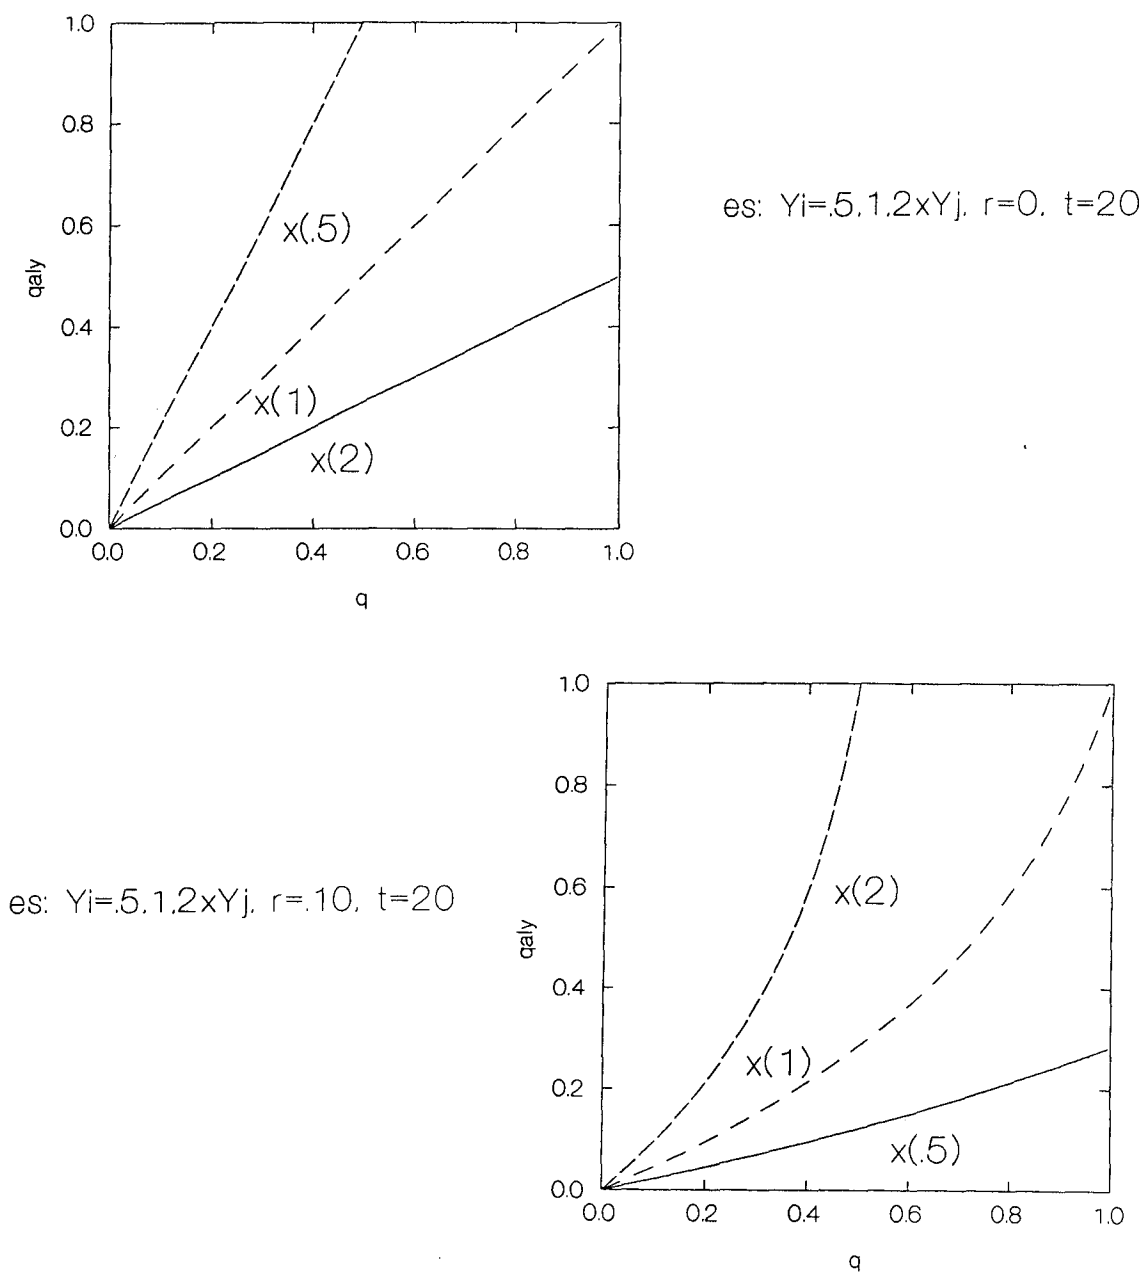 1.0
0.8
0.6
0.4
0.2
0.0
qaly
x(.5)
x(1)
x(2)
0.0 0.2 0.4 0.6 0.8 1.0
q
es: Yi=.5,1,2xYj, r=0, t=20
es: Yi=.5,1,2xYj, r=.10, t=20
1.0
0.8
0.6
0.4
0.2
0.0
qaly
x(2)
x(1)
x(.5)
0.0 0.2 0.4 0.6 0.8 1.0
q